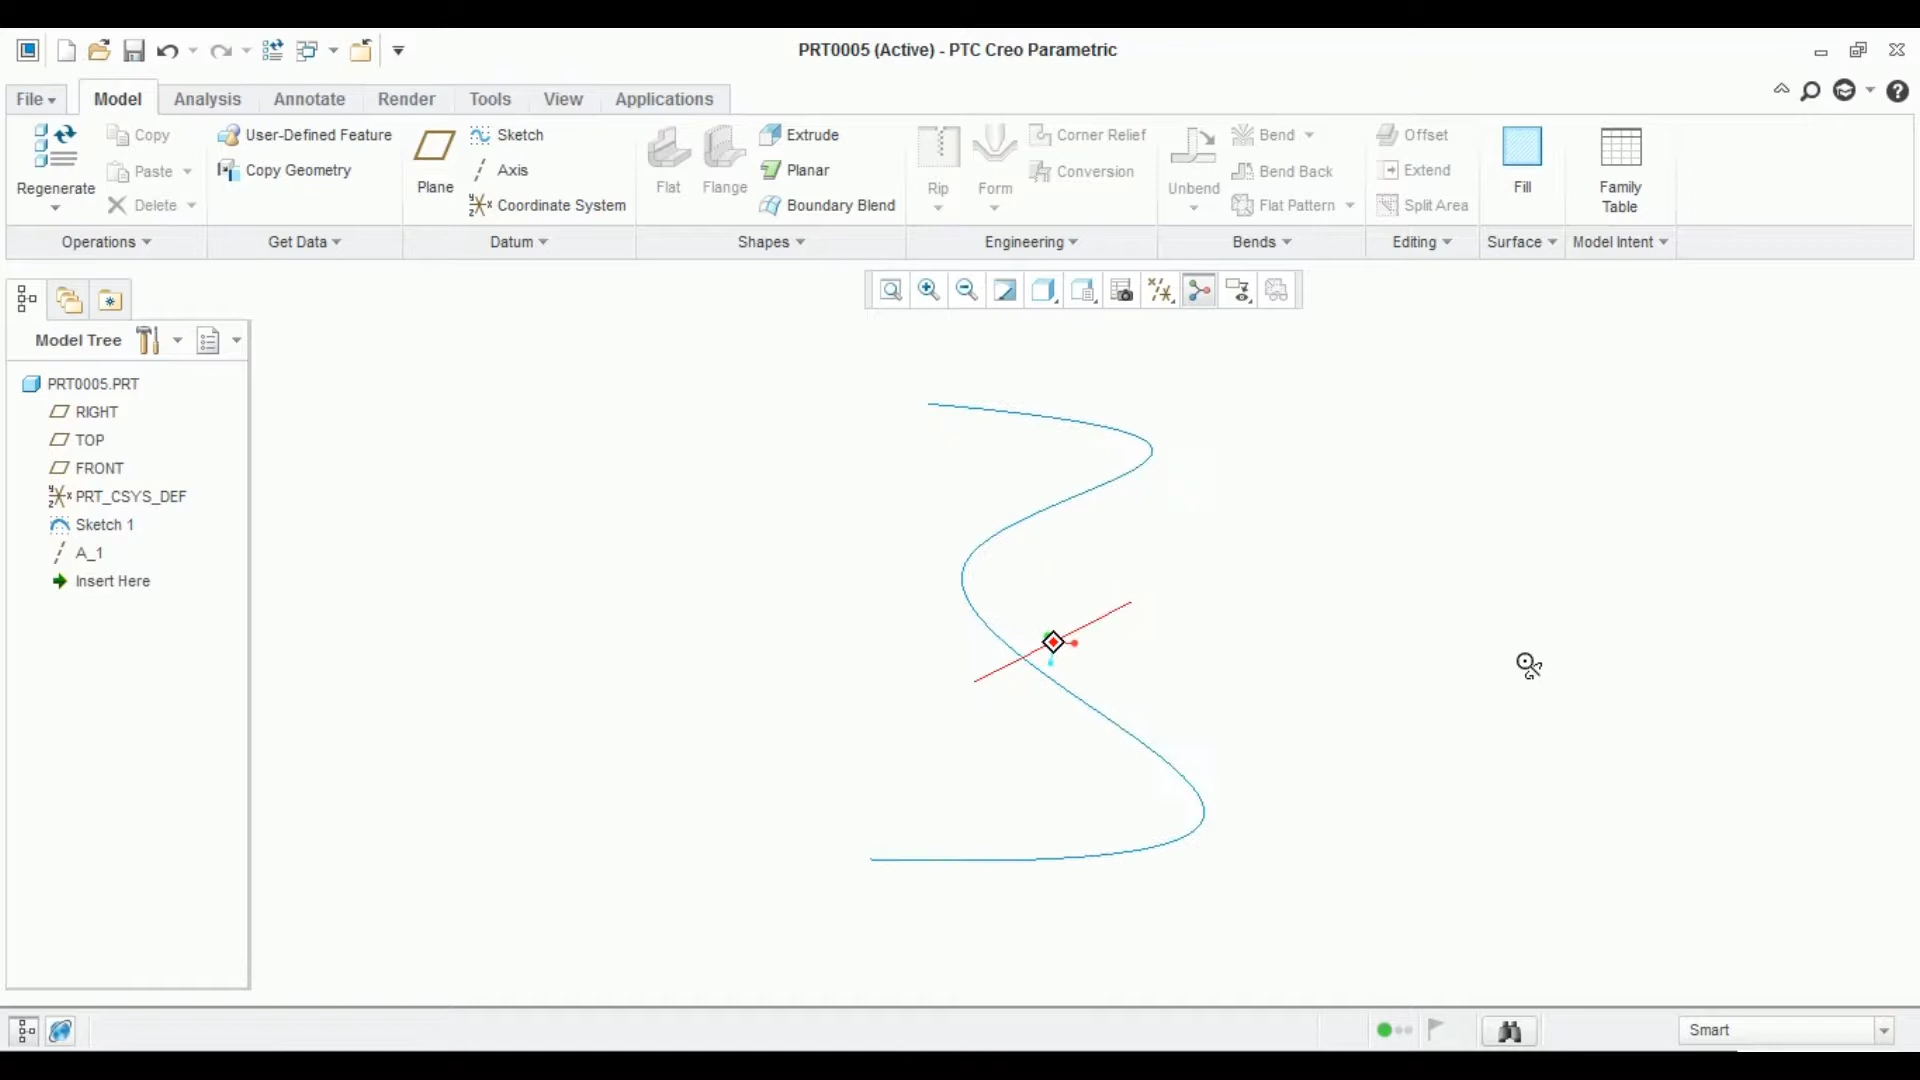 PRT0005 (Active) - PTC Creo Parametric
File Model Analysis Annotate Render Tools View Applications
Regenerate
Copy
Paste
Delete
Operations
User-Defined Feature
Copy Geometry
Get Data
Plane
Sketch
Axis
Coordinate System
Datum
Flat
Flange
Extrude
Planar
Boundary Blend
Shapes
Rip
Form
Corner Relief
Conversion
Engineering
Unbend
Bend
Bend Back
Flat Pattern
Bends
Offset
Extend
Split Area
Editing
Fill
Surface
Family
Table
Model Intent
Model Tree
PRT0005.PRT
RIGHT
TOP
FRONT
PRT_CSYS_DEF
Sketch 1
A_1
Insert Here
Smart